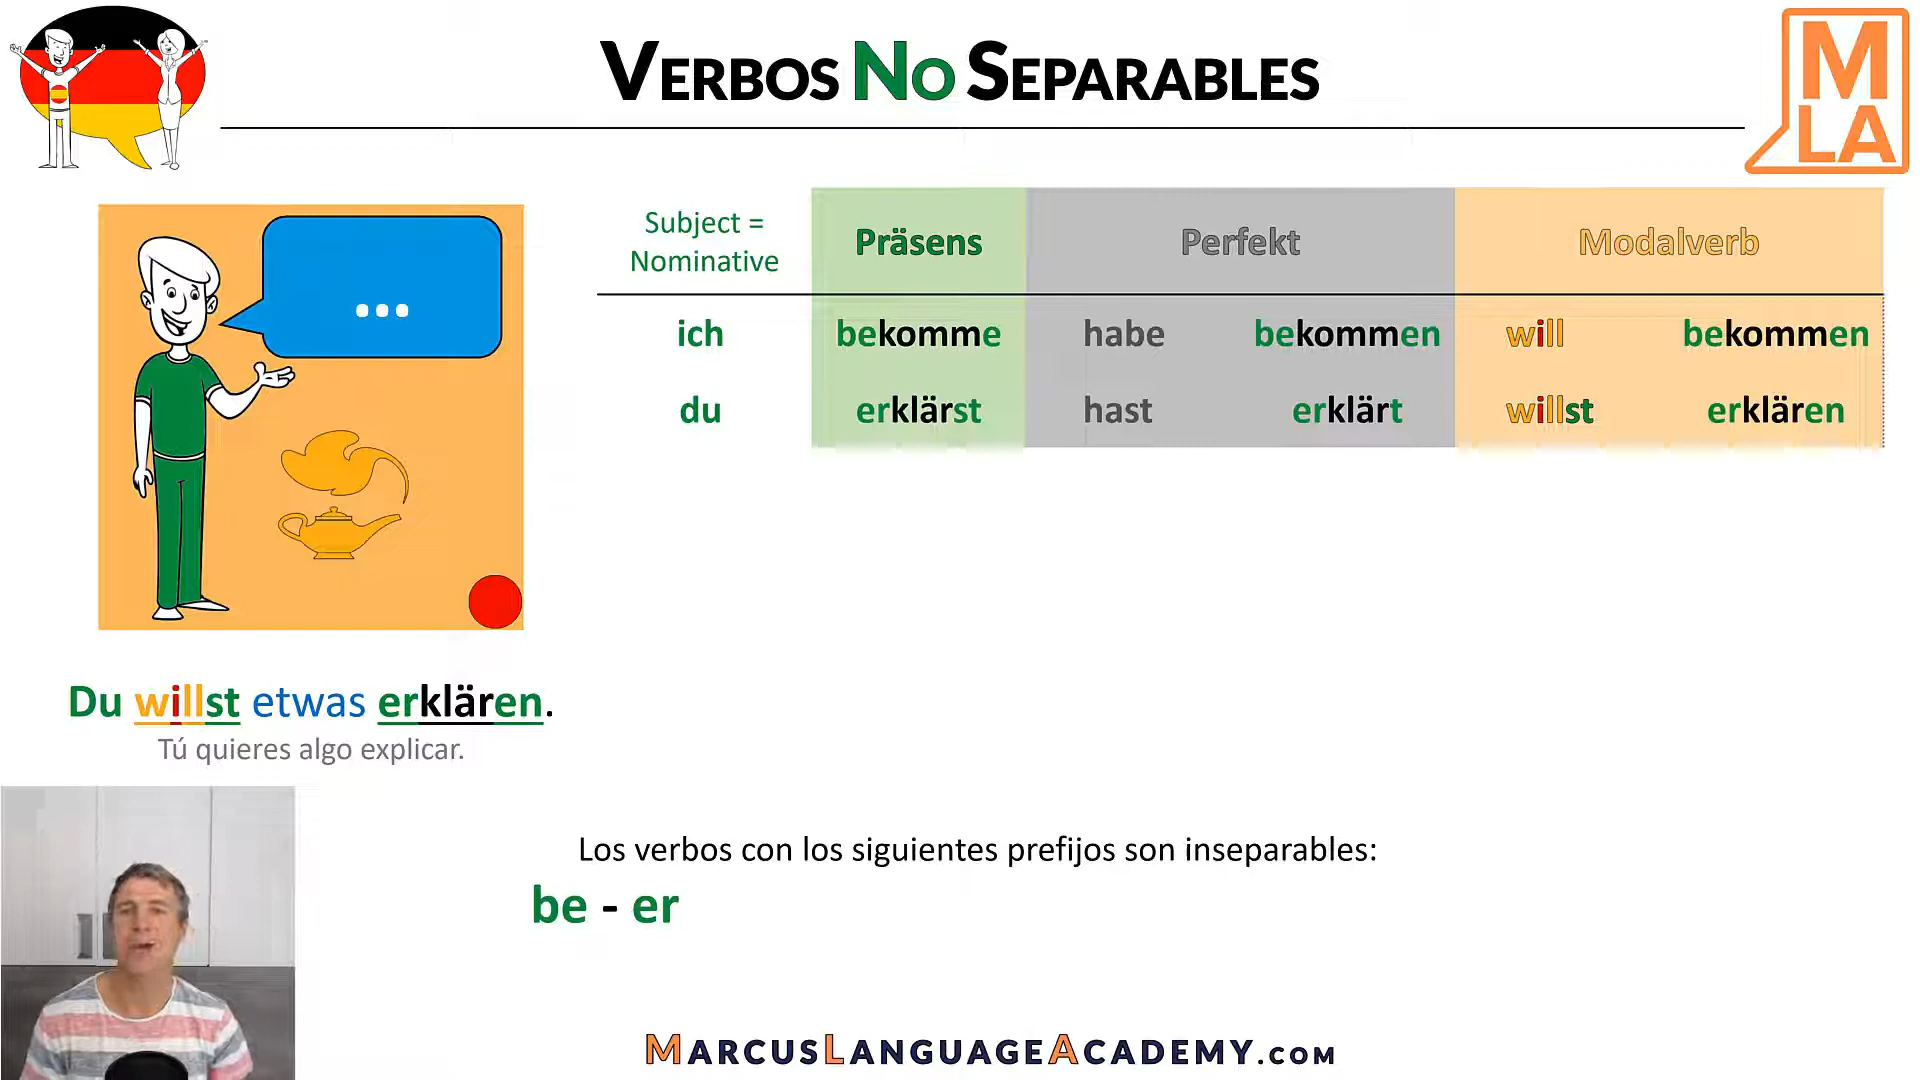 VERBOS NO SEPARABLES
M
LA
Subject =
Nominative
Präsens Perfekt Modalverb
ich bekomme habe bekommen will bekommen
du erklärst hast erklärt willst erklären
...
Du willst etwas erklären.
Tú quieres algo explicar.
Los verbos con los siguientes prefijos son inseparables:
be - er
MARCUSLANGUAGEACADEMY.COM